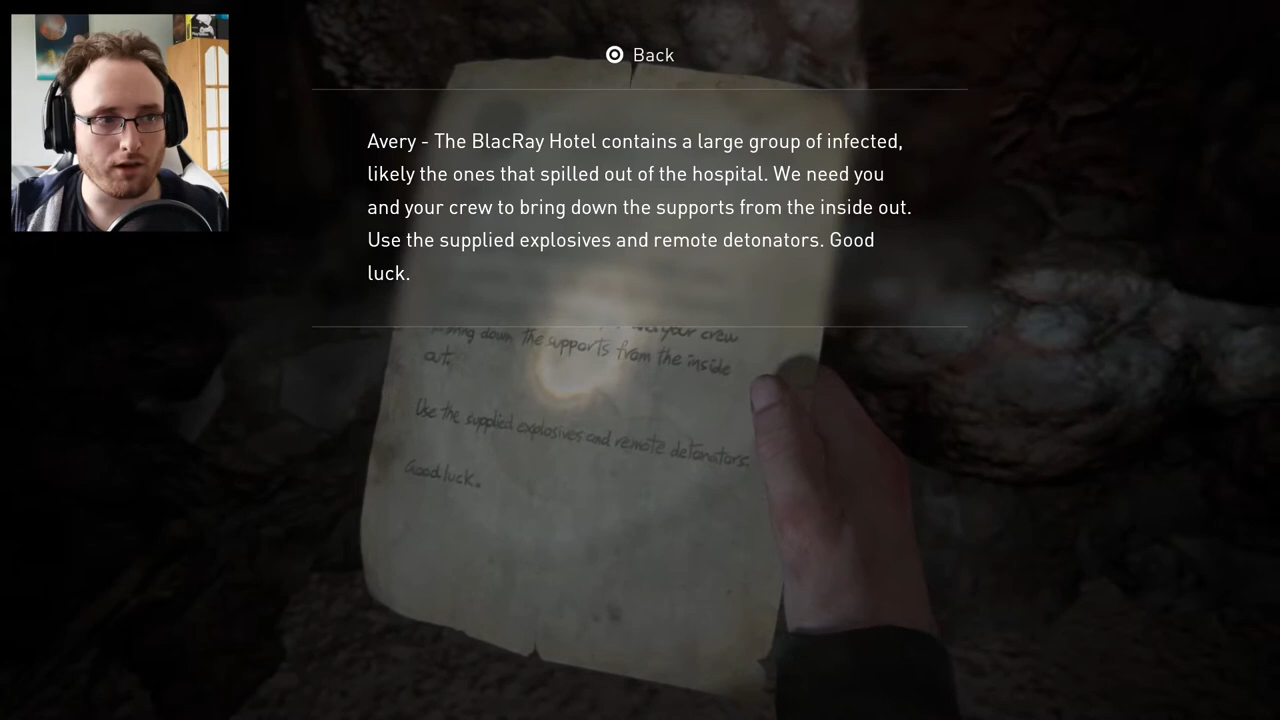 Back
Avery - The BlacRay Hotel contains a large group of infected,
likely the ones that spilled out of the hospital. We need you
and your crew to bring down the supports from the inside out.
Use the supplied explosives and remote detonators. Good
luck.
your crew
down the supports from the inside
out.
Use the supplied explosives and remote detonators.
Good luck.